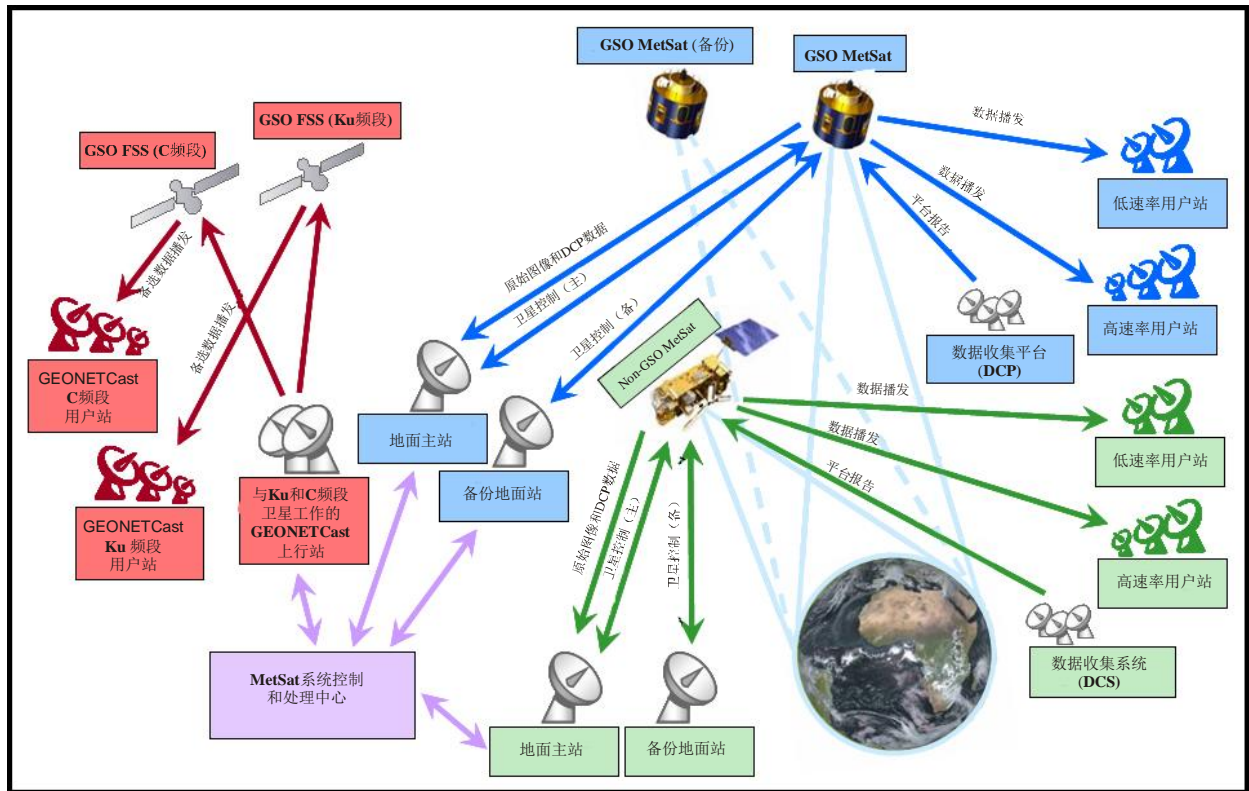 GSO MetSat (备份)
GSO MetSat
GSO FSS (Ku频段)
GSO FSS (C频段)
数据播发
数据播发
平台报告
低速率用户站
高速率用户站
数据收集平台
(DCP)
备选数据播发
备选数据播发
原始图像和DCP数据
卫星控制（主）
卫星控制（备）
Non-GSO MetSat
GEONETCast
C频段
用户站
GEONETCast
Ku 频段
用户站
与Ku和C频段
卫星工作的
GEONETCast
上行站
地面主站
备份地面站
数据播发
数据播发
平台报告
低速率用户站
高速率用户站
原始图像和DCP数据
卫星控制（主）
卫星控制（备）
MetSat系统控制
和处理中心
地面主站
备份地面站
数据收集系统
(DCS)